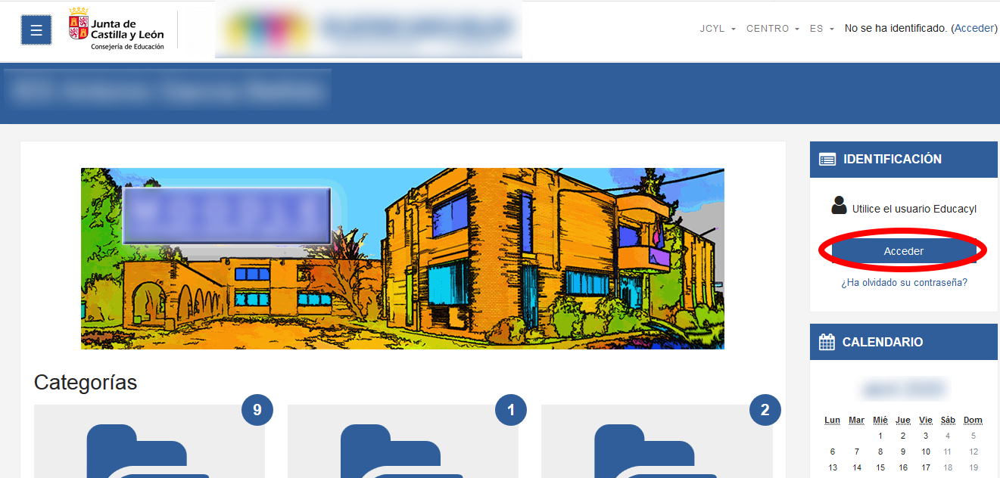 Junta de
Castilla y León
Consejería de Educación
JCYL CENTRO ES No se ha identificado. (Acceder)
IDENTIFICACIÓN
Utilice el usuario Educacyl
Acceder
¿Ha olvidado su contraseña?
CALENDARIO
Lun Mar Mié Jue Vie Sáb Dom
1 2 3 4 5
6 7 8 9 10 11 12
13 14 15 16 17 18 19
Categorías
9 1 2